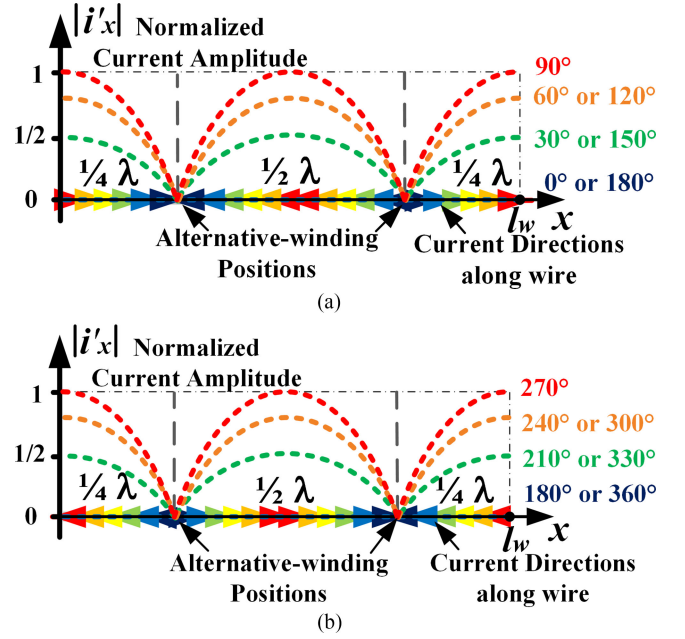 |i'x| Normalized
Current Amplitude
1
90°
60° or 120°
1/2
30° or 150°
¼ λ
½ λ
¼ λ
0° or 180°
0
lw
x
Alternative-winding
Positions
Current Directions
along wire
(a)
|i'x| Normalized
Current Amplitude
1
270°
240° or 300°
1/2
210° or 330°
¼ λ
½ λ
¼ λ
180° or 360°
0
lw
x
Alternative-winding
Positions
Current Directions
along wire
(b)